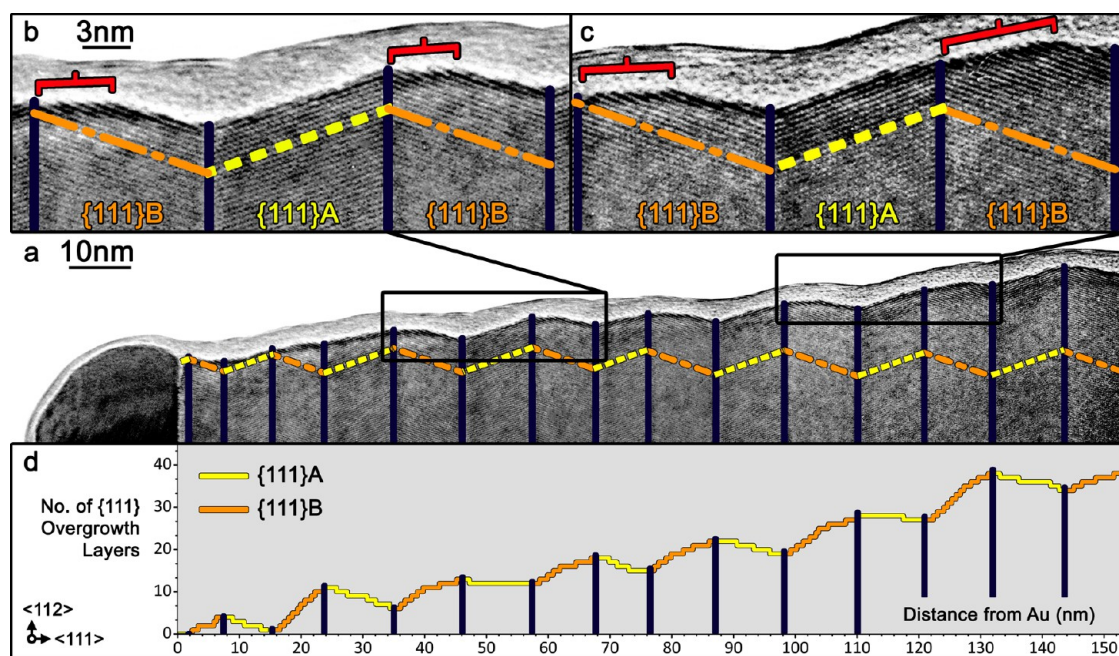 b
3nm
{111}B
{111}A
{111}B
c
{111}B
{111}A
{111}B
a
10nm
d
{111}A
{111}B
No. of {111}
Overgrowth
Layers
40
30
20
10
0
<112>
<111>
Distance from Au (nm)
0 10 20 30 40 50 60 70 80 90 100 110 120 130 140 150